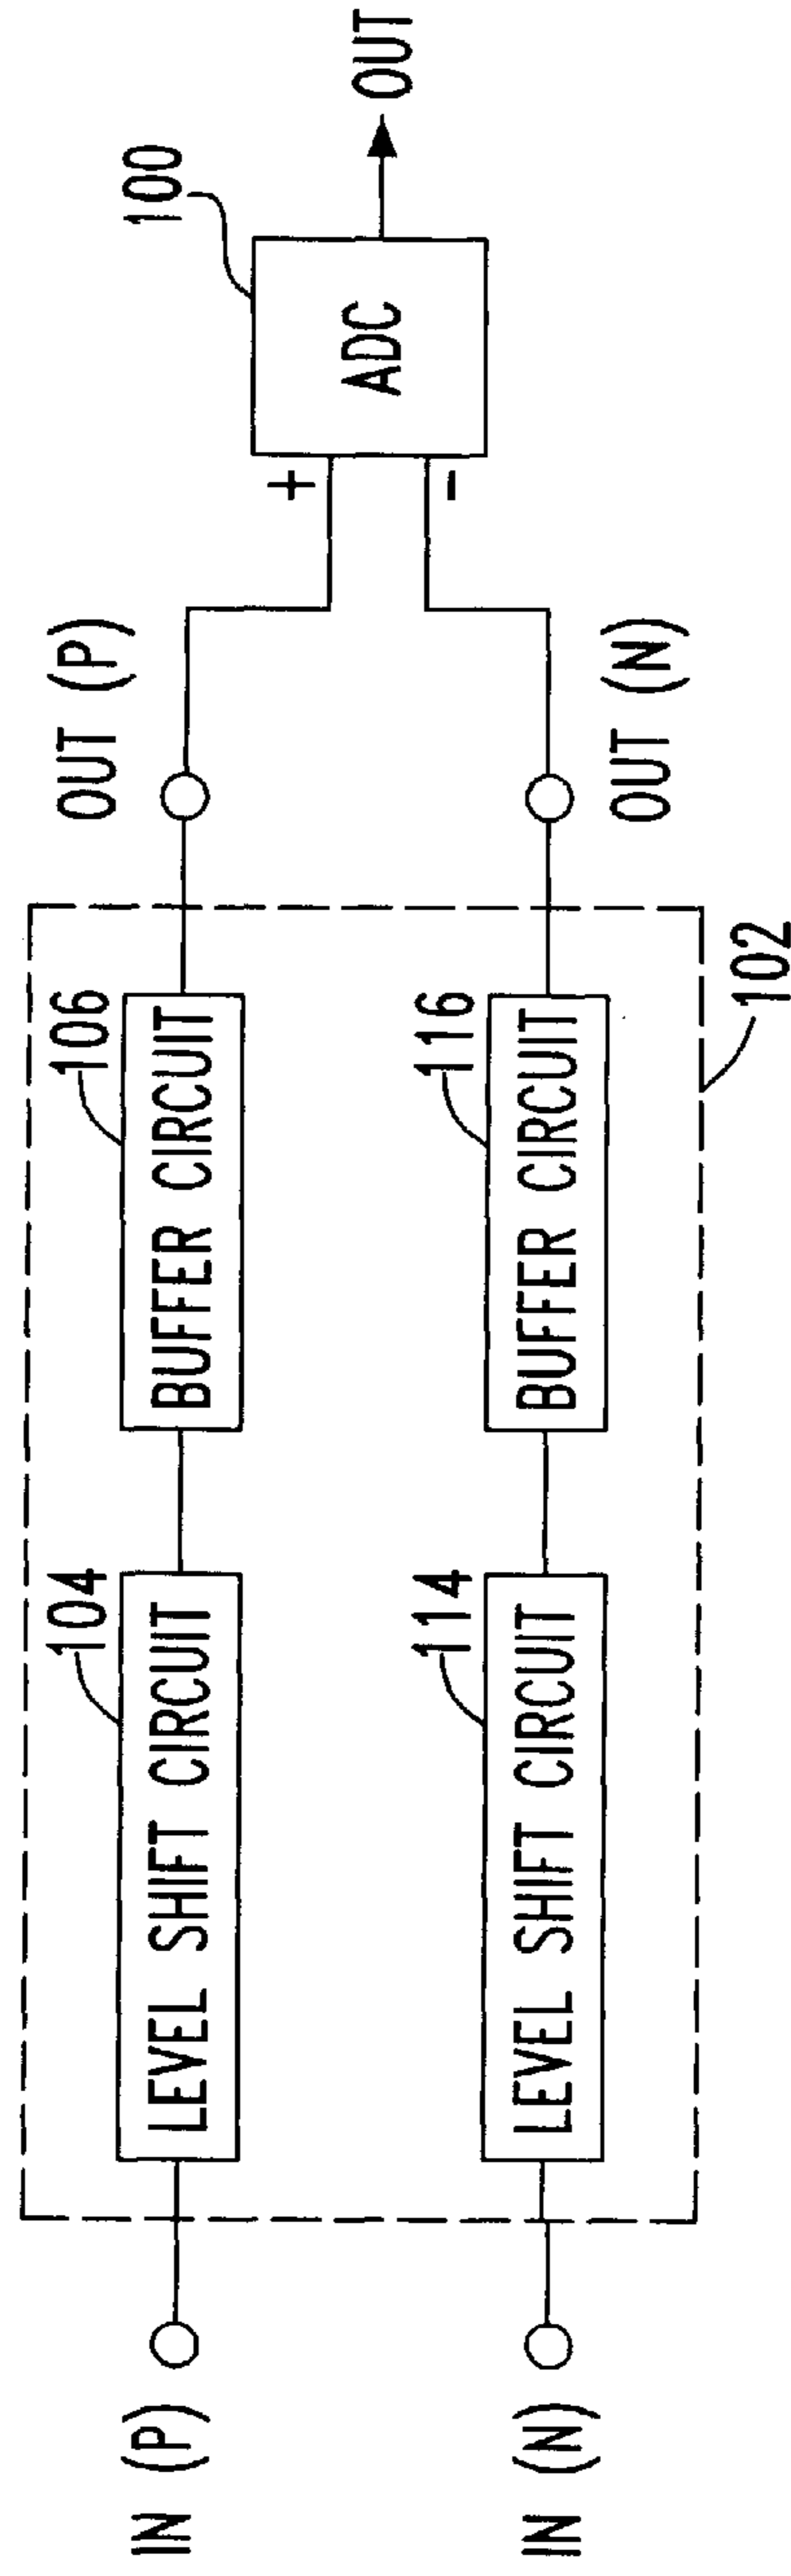 IN (P)
104
LEVEL SHIFT CIRCUIT
106
BUFFER CIRCUIT
OUT (P)
+
100
ADC
OUT
-
IN (N)
114
LEVEL SHIFT CIRCUIT
116
BUFFER CIRCUIT
OUT (N)
102